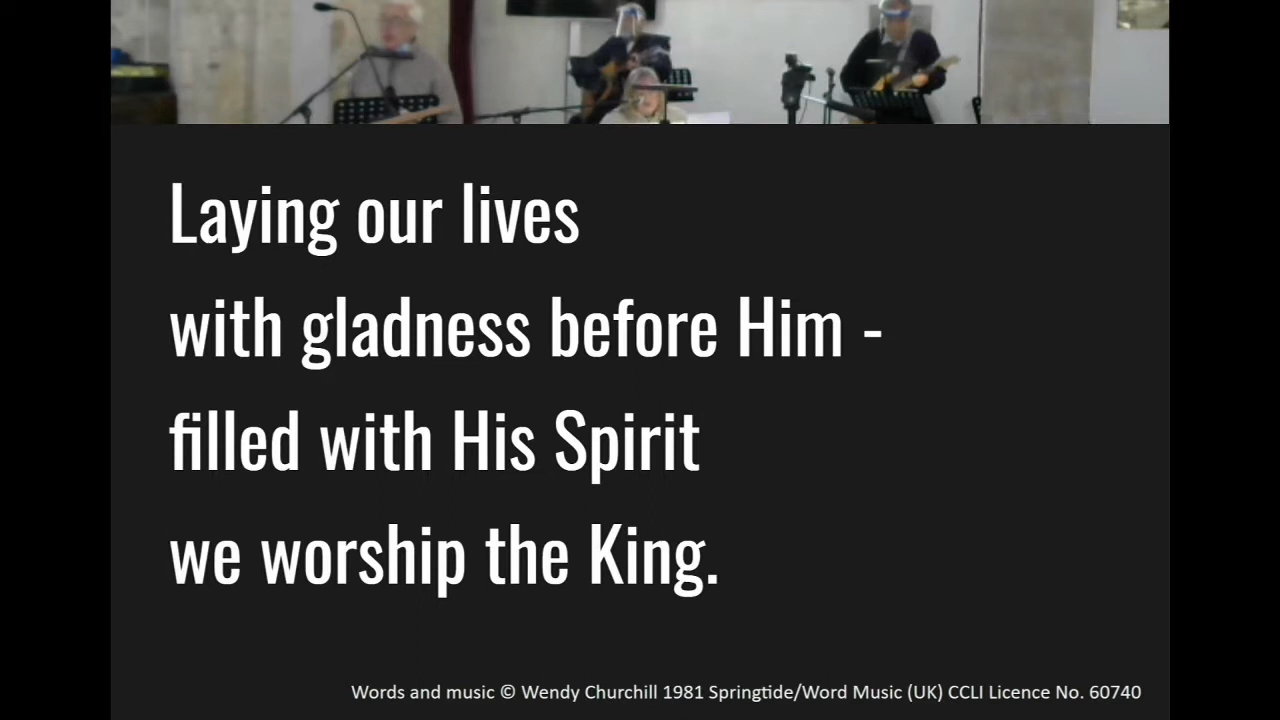 Laying our lives
with gladness before Him -
filled with His Spirit
we worship the King.
Words and music © Wendy Churchill 1981 Springtide/Word Music (UK) CCLI Licence No. 60740